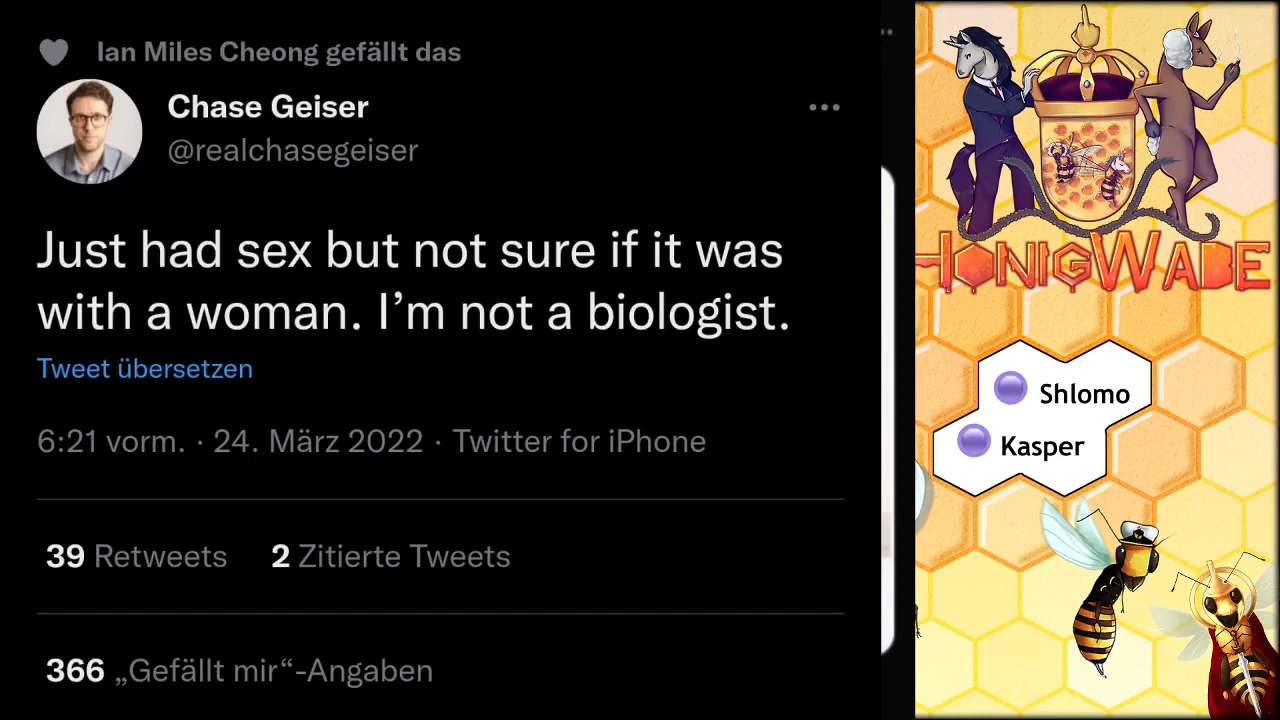 Ian Miles Cheong gefällt das
Chase Geiser
@realchasegeiser
Just had sex but not sure if it was
with a woman. I’m not a biologist.
Tweet übersetzen
6:21 vorm. · 24. März 2022 · Twitter for iPhone
39 Retweets 2 Zitierte Tweets
366 „Gefällt mir“-Angaben
HONIGWABE
Shlomo
Kasper